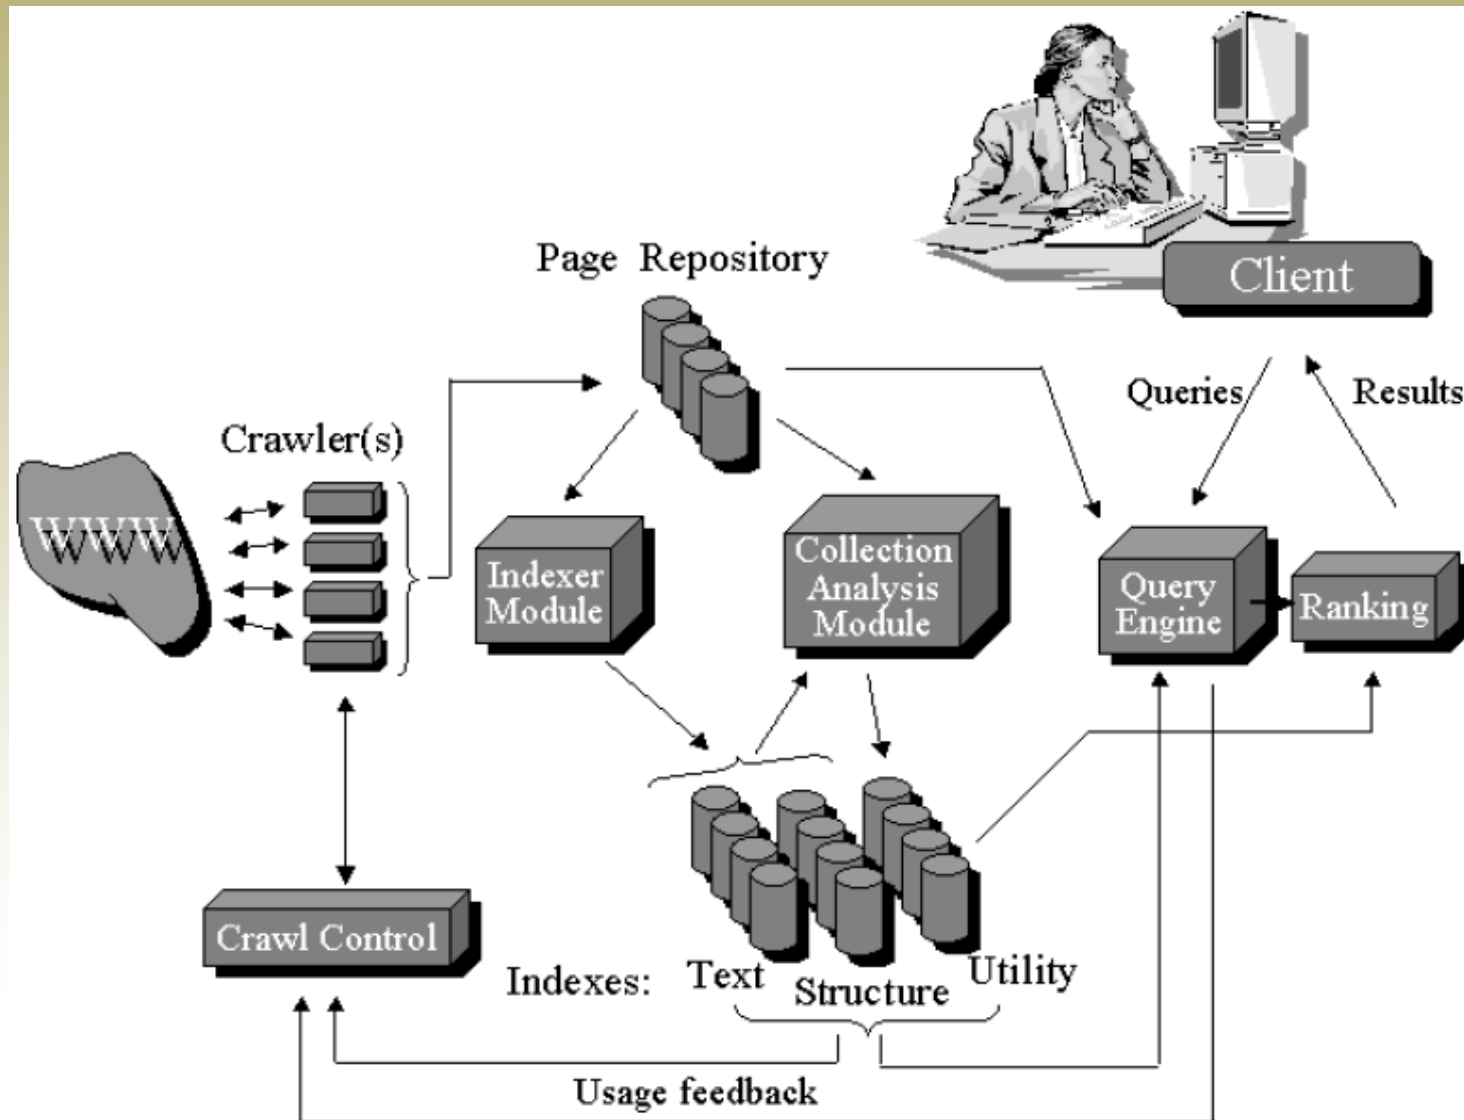 Page Repository
Client
Queries
Results
Crawler(s)
WWW
Indexer
Module
Collection
Analysis
Module
Query
Engine
Ranking
Crawl Control
Indexes:
Text
Structure
Utility
Usage feedback